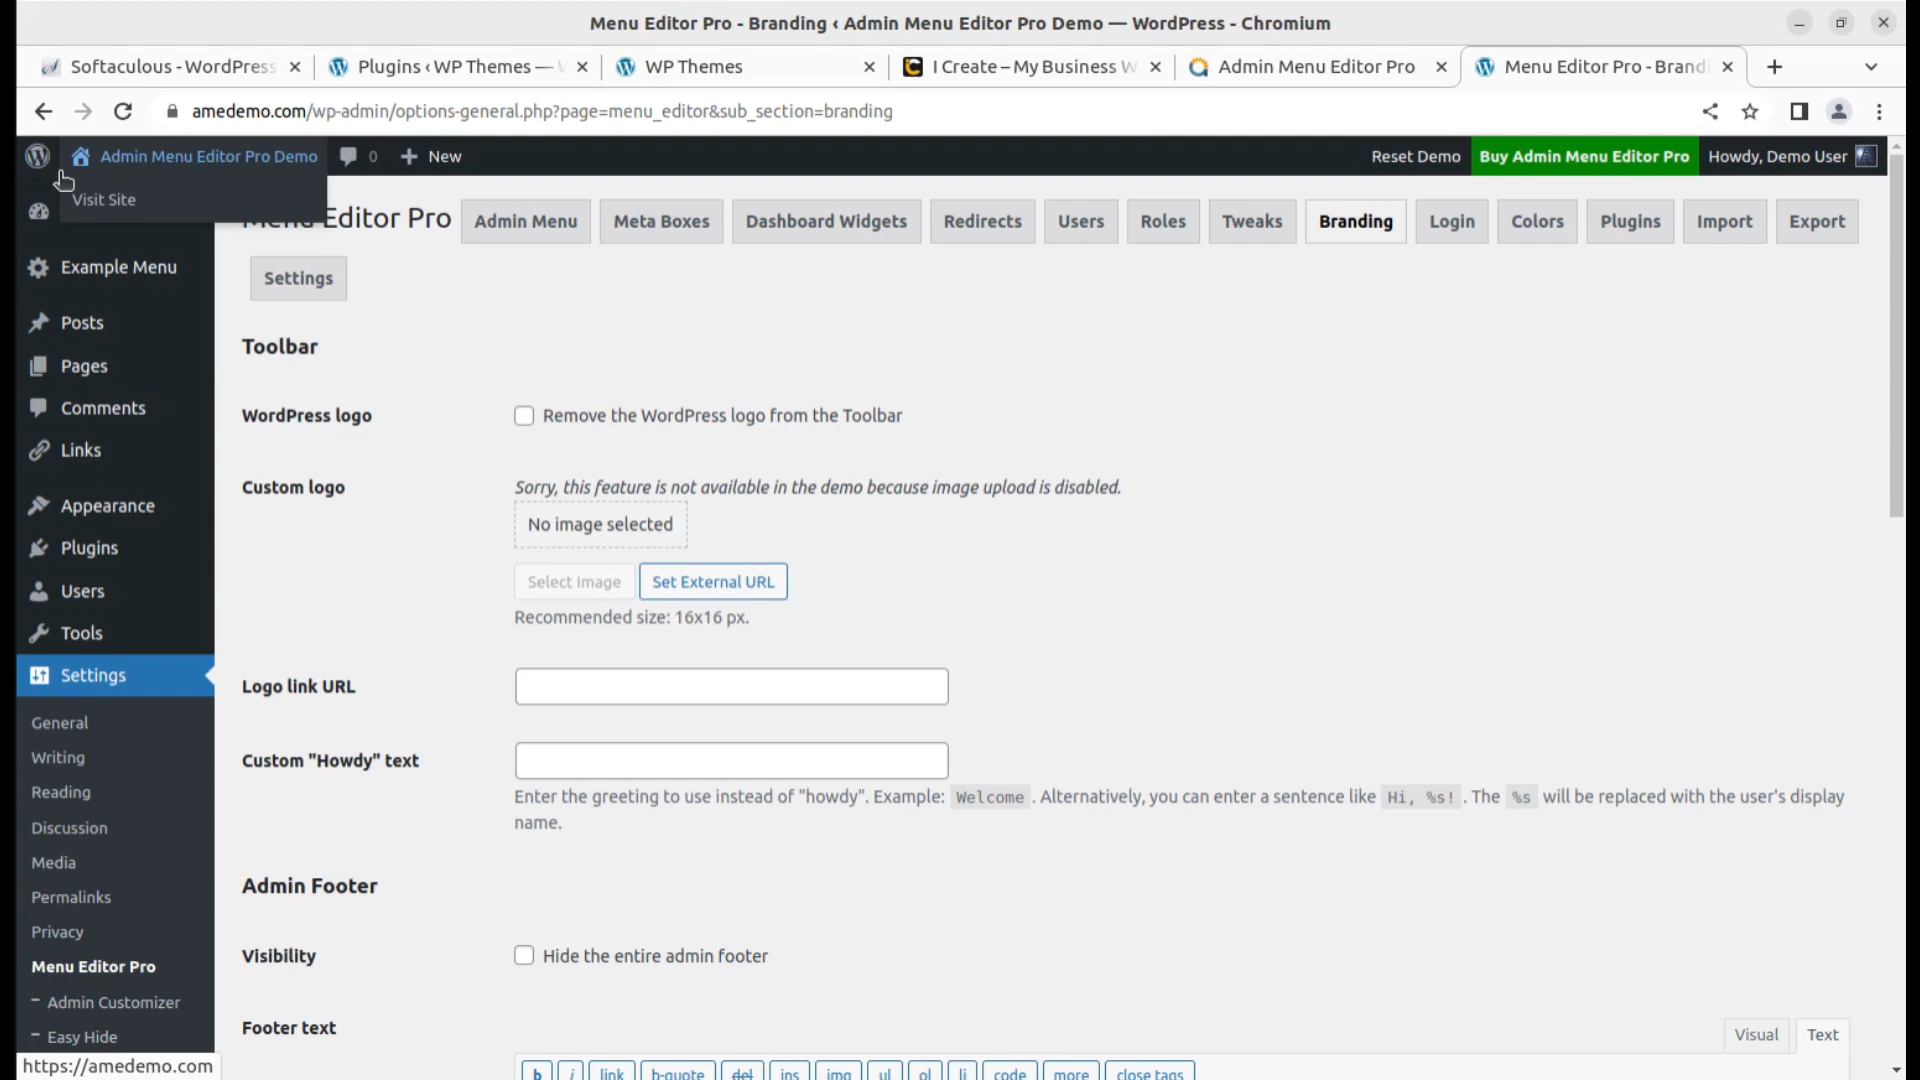 Menu Editor Pro - Branding ‹ Admin Menu Editor Pro Demo — WordPress - Chromium
Softaculous - WordPress
Plugins ‹ WP Themes —
WP Themes
I Create – My Business W
Admin Menu Editor Pro
Menu Editor Pro - Brandi
amedemo.com/wp-admin/options-general.php?page=menu_editor&sub_section=branding
Admin Menu Editor Pro Demo
0
New
Reset Demo
Buy Admin Menu Editor Pro
Howdy, Demo User
Visit Site
Menu Editor Pro
Admin Menu
Meta Boxes
Dashboard Widgets
Redirects
Users
Roles
Tweaks
Branding
Login
Colors
Plugins
Import
Export
Settings
Example Menu
Posts
Pages
Comments
Links
Appearance
Plugins
Users
Tools
Settings
General
Writing
Reading
Discussion
Media
Permalinks
Privacy
Menu Editor Pro
– Admin Customizer
– Easy Hide
https://amedemo.com
Toolbar
WordPress logo
Remove the WordPress logo from the Toolbar
Custom logo
Sorry, this feature is not available in the demo because image upload is disabled.
No image selected
Select Image
Set External URL
Recommended size: 16x16 px.
Logo link URL
Custom "Howdy" text
Enter the greeting to use instead of "howdy". Example: Welcome . Alternatively, you can enter a sentence like Hi, %s! . The %s will be replaced with the user's display
name.
Admin Footer
Visibility
Hide the entire admin footer
Footer text
Visual
Text
b
i
link
b-quote
del
ins
img
ul
ol
li
code
more
close tags